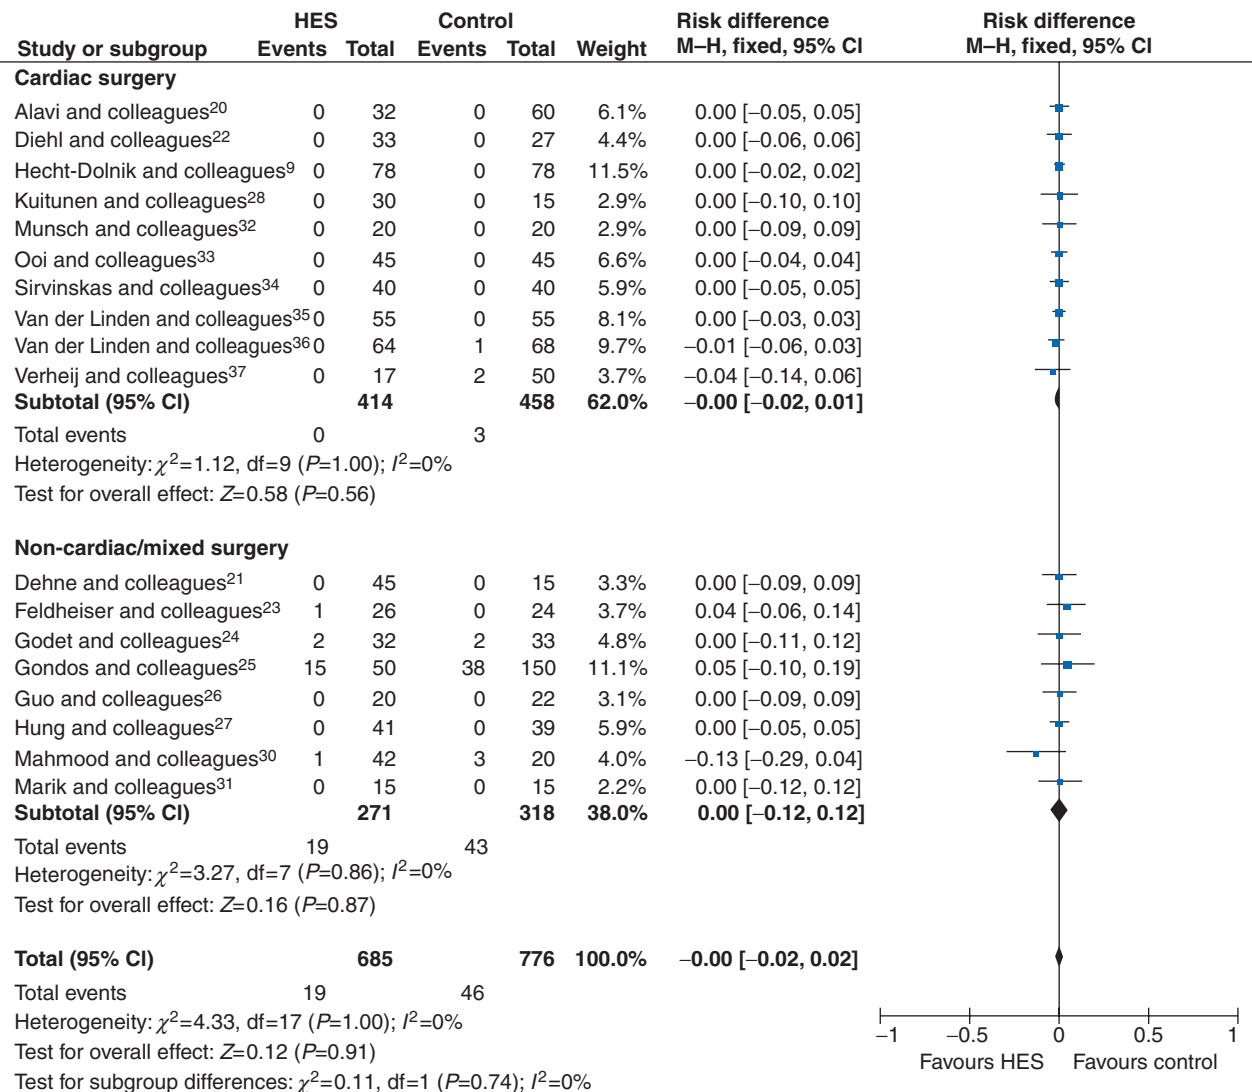 HES Control Risk difference Risk difference
Study or subgroup Events Total Events Total Weight M–H, fixed, 95% CI M–H, fixed, 95% CI
Cardiac surgery
Alavi and colleagues20 0 32 0 60 6.1% 0.00 [−0.05, 0.05]
Diehl and colleagues22 0 33 0 27 4.4% 0.00 [−0.06, 0.06]
Hecht-Dolnik and colleagues9 0 78 0 78 11.5% 0.00 [−0.02, 0.02]
Kuitunen and colleagues28 0 30 0 15 2.9% 0.00 [−0.10, 0.10]
Munsch and colleagues32 0 20 0 20 2.9% 0.00 [−0.09, 0.09]
Ooi and colleagues33 0 45 0 45 6.6% 0.00 [−0.04, 0.04]
Sirvinskas and colleagues34 0 40 0 40 5.9% 0.00 [−0.05, 0.05]
Van der Linden and colleagues35 0 55 0 55 8.1% 0.00 [−0.03, 0.03]
Van der Linden and colleagues36 0 64 1 68 9.7% −0.01 [−0.06, 0.03]
Verheij and colleagues37 0 17 2 50 3.7% −0.04 [−0.14, 0.06]
Subtotal (95% CI) 414 458 62.0% −0.00 [−0.02, 0.01]
Total events 0 3
Heterogeneity: χ2=1.12, df=9 (P=1.00); I2=0%
Test for overall effect: Z=0.58 (P=0.56)
Non-cardiac/mixed surgery
Dehne and colleagues21 0 45 0 15 3.3% 0.00 [−0.09, 0.09]
Feldheiser and colleagues23 1 26 0 24 3.7% 0.04 [−0.06, 0.14]
Godet and colleagues24 2 32 2 33 4.8% 0.00 [−0.11, 0.12]
Gondos and colleagues25 15 50 38 150 11.1% 0.05 [−0.10, 0.19]
Guo and colleagues26 0 20 0 22 3.1% 0.00 [−0.09, 0.09]
Hung and colleagues27 0 41 0 39 5.9% 0.00 [−0.05, 0.05]
Mahmood and colleagues30 1 42 3 20 4.0% −0.13 [−0.29, 0.04]
Marik and colleagues31 0 15 0 15 2.2% 0.00 [−0.12, 0.12]
Subtotal (95% CI) 271 318 38.0% 0.00 [−0.12, 0.12]
Total events 19 43
Heterogeneity: χ2=3.27, df=7 (P=0.86); I2=0%
Test for overall effect: Z=0.16 (P=0.87)
Total (95% CI) 685 776 100.0% −0.00 [−0.02, 0.02]
Total events 19 46
Heterogeneity: χ2=4.33, df=17 (P=1.00); I2=0%
Test for overall effect: Z=0.12 (P=0.91)
Test for subgroup differences: χ2=0.11, df=1 (P=0.74); I2=0%
−1 −0.5 0 0.5 1
Favours HES Favours control